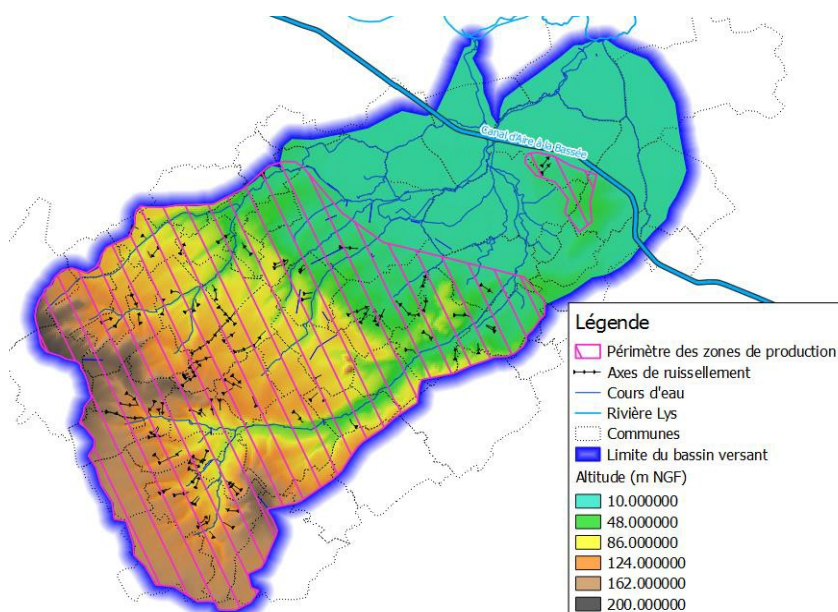 Canal d'Aire à la Bassée
Légende
Périmètre des zones de production
Axes de ruissellement
Cours d'eau
Rivière Lys
Communes
Limite du bassin versant
Altitude (m NGF)
10.000000
48.000000
86.000000
124.000000
162.000000
200.000000